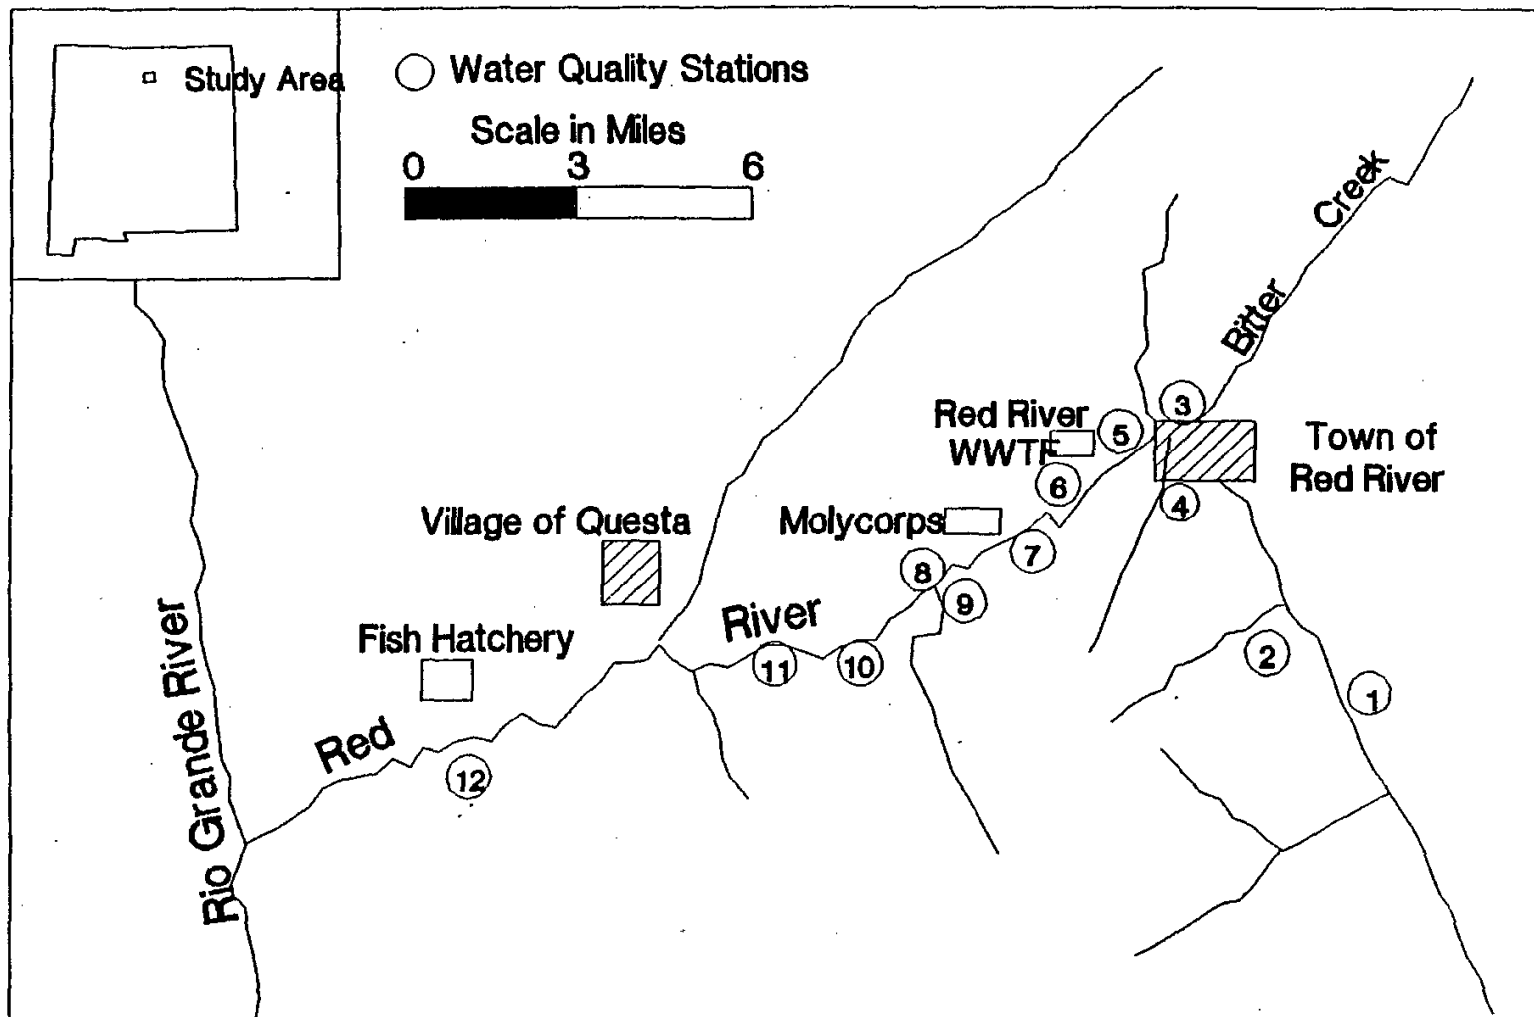 Study Area
Water Quality Stations
Scale in Miles
0 3 6
Bitter Creek
3
Red River
WWTF
5
Town of
Red River
6
4
Village of Questa
Molycorps
7
8
9
River
Fish Hatchery
11
10
2
1
Red
12
Rio Grande River